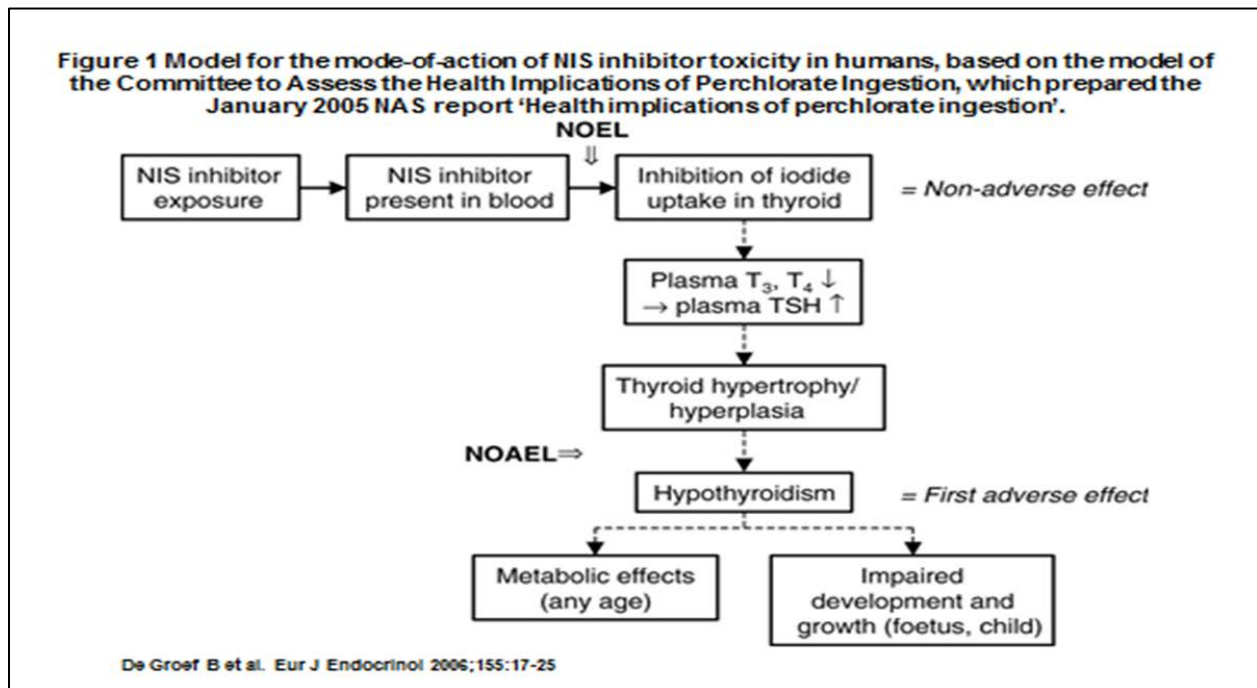 Figure 1 Model for the mode-of-action of NIS inhibitor toxicity in humans, based on the model of
the Committee to Assess the Health Implications of Perchlorate Ingestion, which prepared the
January 2005 NAS report ‘Health implications of perchlorate ingestion’.
NOEL
⇓
NIS inhibitor
exposure
NIS inhibitor
present in blood
Inhibition of iodide
uptake in thyroid
= Non-adverse effect
Plasma T₃, T₄ ↓
→ plasma TSH ↑
Thyroid hypertrophy/
hyperplasia
NOAEL⇒
Hypothyroidism
= First adverse effect
Metabolic effects
(any age)
Impaired
development and
growth (foetus, child)
De Groef B et al. Eur J Endocrinol 2006;155:17-25